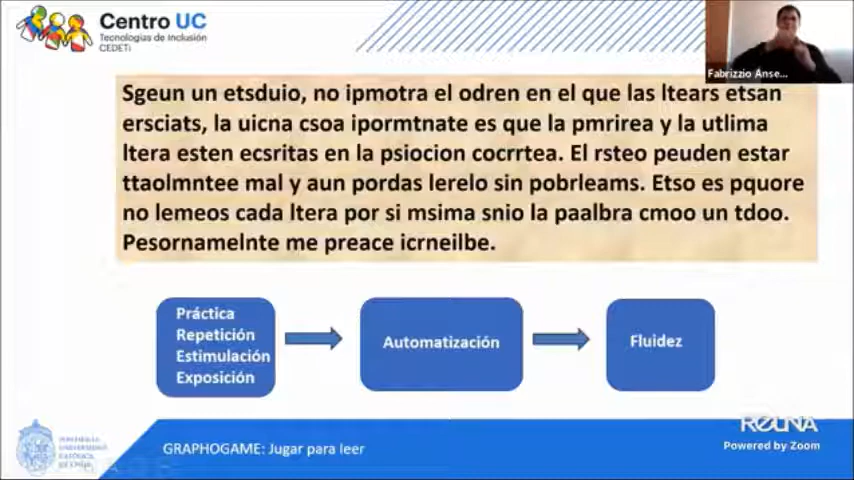 Centro UC
Tecnologías de Inclusión
CEDETi
Fabrizzio Anse...
Sgeun un etsduio, no ipmotra el odren en el que las ltears etsan
ersciats, la uicna csoa ipormtnate es que la pmrirea y la utlima
ltera esten ecsritas en la psiocion cocrrtea. El rsteo peuden estar
ttaolmntee mal y aun pordas lerelo sin pobrleams. Etso es pquore
no lemeos cada ltera por si msima snio la paalbra cmoo un tdoo.
Pesornamelnte me preace icrneilbe.
Práctica
Repetición
Estimulación
Exposición
Automatización
Fluidez
GRAPHOGAME: Jugar para leer
REUNA
Powered by Zoom